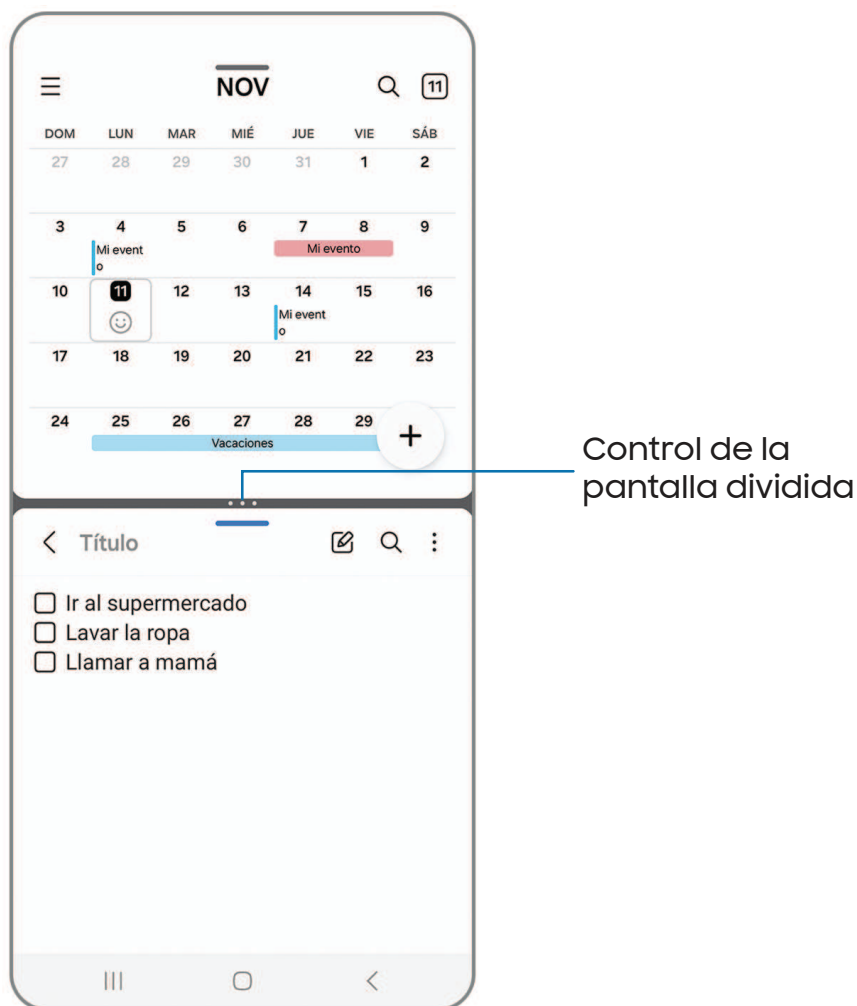 NOV
11
DOM LUN MAR MIÉ JUE VIE SÁB
27 28 29 30 31 1 2
3 4 5 6 7 8 9
Mi event
o
Mi evento
10 11 12 13 14 15 16
Mi event
o
17 18 19 20 21 22 23
24 25 26 27 28 29
Vacaciones
Control de la
pantalla dividida
Título
Ir al supermercado
Lavar la ropa
Llamar a mamá